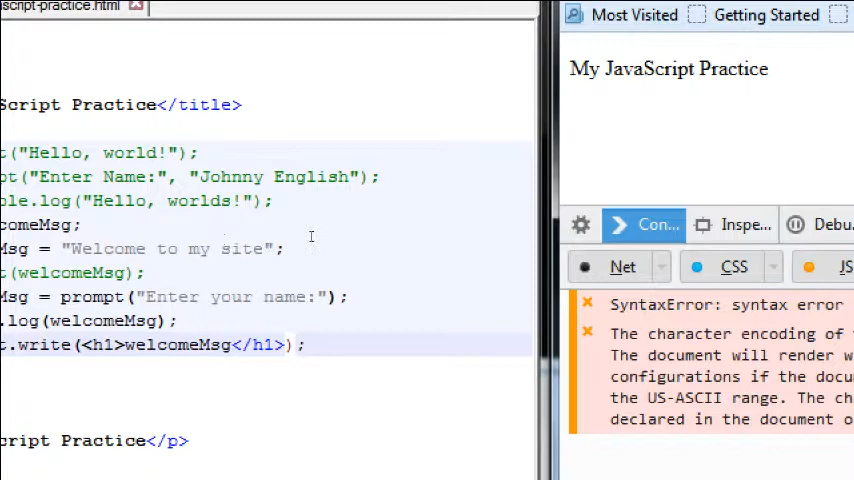 script-practice.html
Script Practice</title>
t("Hello, world!");
pt("Enter Name:", "Johnny English");
ole.log("Hello, worlds!");
comeMsg;
Msg = "Welcome to my site";
t(welcomeMsg);
Msg = prompt("Enter your name:");
.log(welcomeMsg);
t.write(<h1>welcomeMsg</h1>);
cript Practice</p>
Most Visited Getting Started
My JavaScript Practice
Con... Inspe... Debu.
Net CSS JS
SyntaxError: syntax error
The character encoding of
The document will render w
configurations if the docu
the US-ASCII range. The ch
declared in the document o